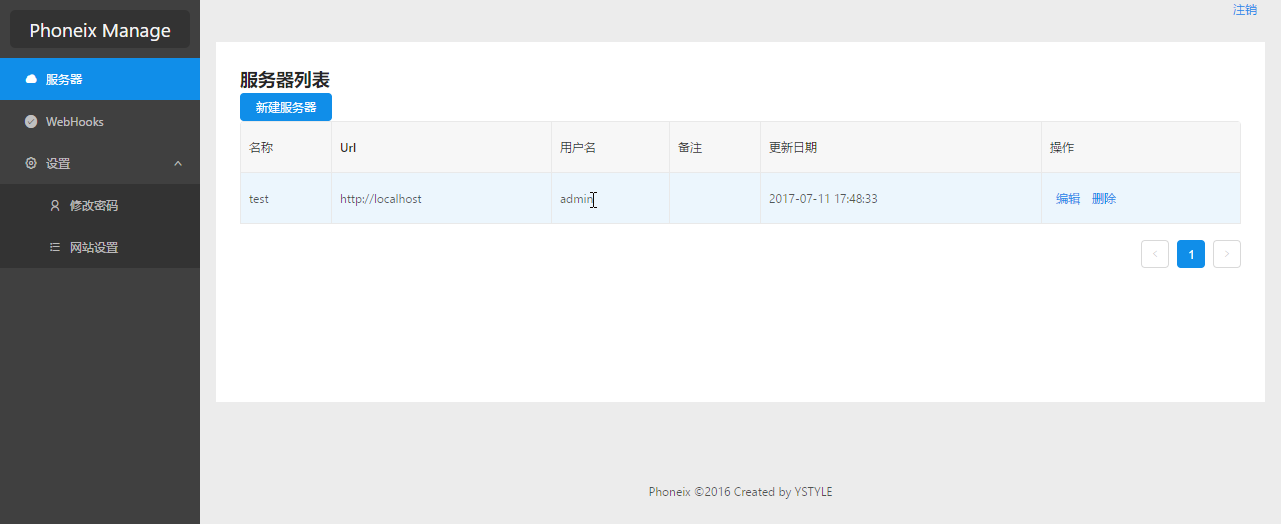 Phoneix Manage
注销
服务器
WebHooks
设置
修改密码
网站设置
服务器列表
新建服务器
名称 Url 用户名 备注 更新日期 操作
test http://localhost admin 2017-07-11 17:48:33 编辑 删除
1
Phoneix ©2016 Created by YSTYLE